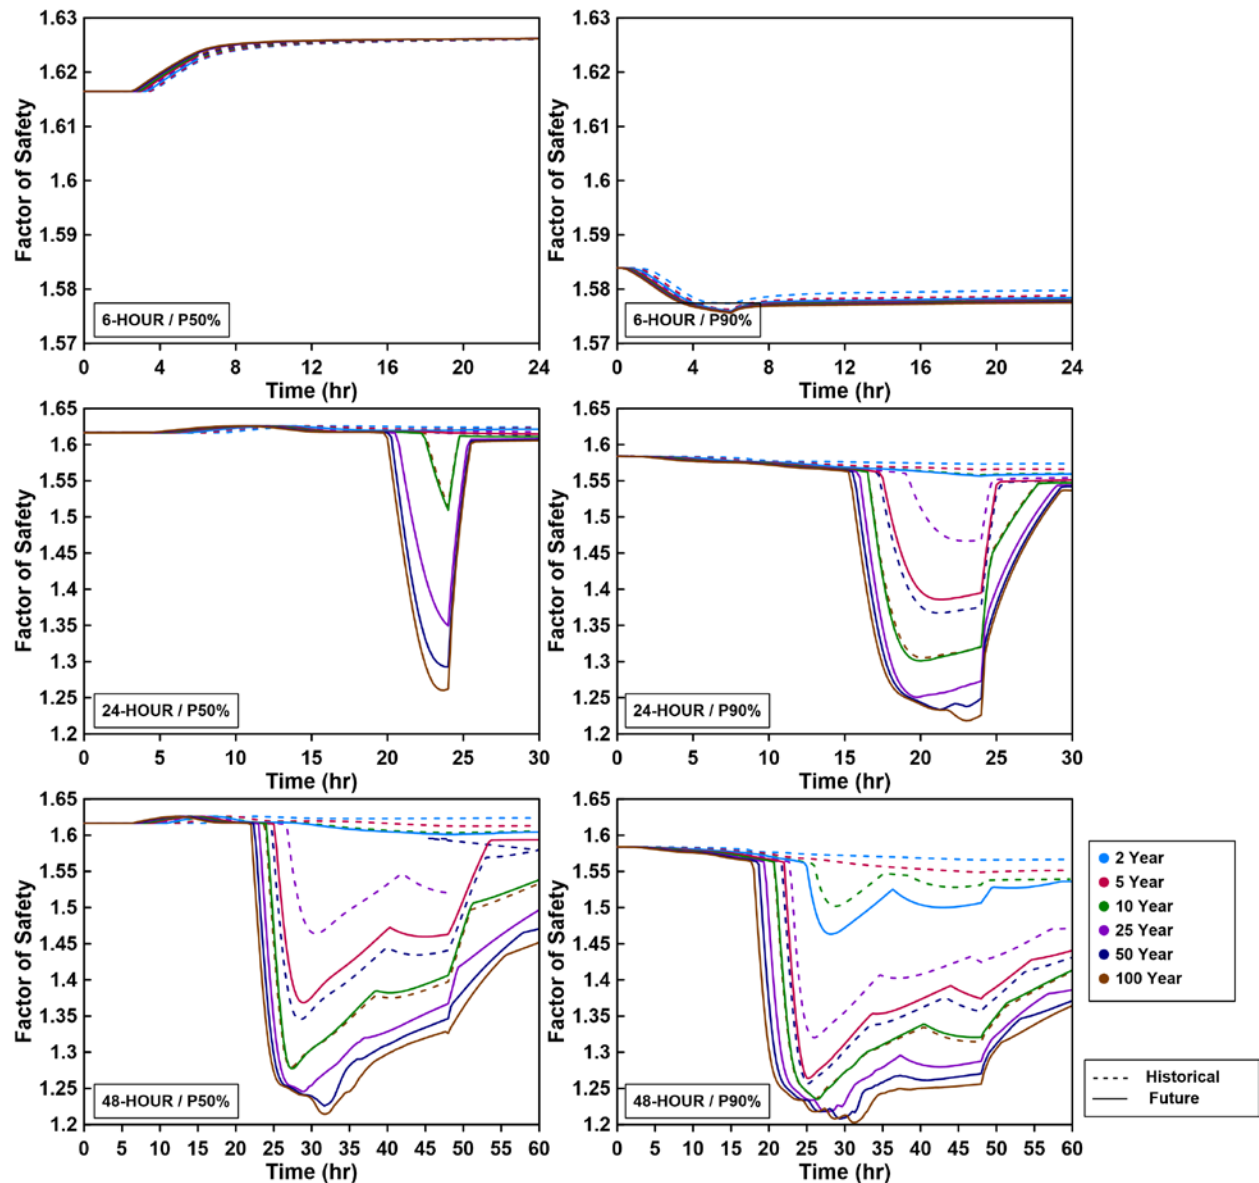 1.63
1.62
1.61
1.6
1.59
1.58
1.57
Factor of Safety
6-HOUR / P50%
0 4 8 12 16 20 24
Time (hr)
1.63
1.62
1.61
1.6
1.59
1.58
1.57
Factor of Safety
6-HOUR / P90%
0 4 8 12 16 20 24
Time (hr)
1.65
1.6
1.55
1.5
1.45
1.4
1.35
1.3
1.25
1.2
Factor of Safety
24-HOUR / P50%
0 5 10 15 20 25 30
Time (hr)
1.65
1.6
1.55
1.5
1.45
1.4
1.35
1.3
1.25
1.2
Factor of Safety
24-HOUR / P90%
0 5 10 15 20 25 30
Time (hr)
1.65
1.6
1.55
1.5
1.45
1.4
1.35
1.3
1.25
1.2
Factor of Safety
48-HOUR / P50%
0 5 10 15 20 25 30 35 40 45 50 55 60
Time (hr)
1.65
1.6
1.55
1.5
1.45
1.4
1.35
1.3
1.25
1.2
Factor of Safety
48-HOUR / P90%
0 5 10 15 20 25 30 35 40 45 50 55 60
Time (hr)
2 Year
5 Year
10 Year
25 Year
50 Year
100 Year
Historical
Future